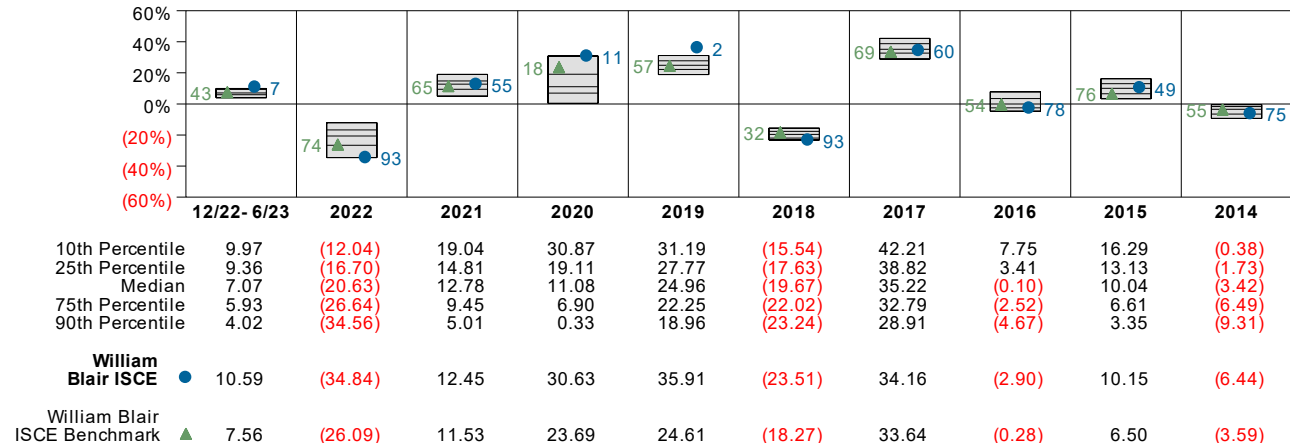 60%
40%
20%
0%
(20%)
(40%)
(60%)
43 7
74 93
65 55
18 11
57 2
32 93
69 60
54 78
76 49
55 75
12/22- 6/23 2022 2021 2020 2019 2018 2017 2016 2015 2014
10th Percentile 9.97 (12.04) 19.04 30.87 31.19 (15.54) 42.21 7.75 16.29 (0.38)
25th Percentile 9.36 (16.70) 14.81 19.11 27.77 (17.63) 38.82 3.41 13.13 (1.73)
Median 7.07 (20.63) 12.78 11.08 24.96 (19.67) 35.22 (0.10) 10.04 (3.42)
75th Percentile 5.93 (26.64) 9.45 6.90 22.25 (22.02) 32.79 (2.52) 6.61 (6.49)
90th Percentile 4.02 (34.56) 5.01 0.33 18.96 (23.24) 28.91 (4.67) 3.35 (9.31)
William
Blair ISCE 10.59 (34.84) 12.45 30.63 35.91 (23.51) 34.16 (2.90) 10.15 (6.44)
William Blair
ISCE Benchmark 7.56 (26.09) 11.53 23.69 24.61 (18.27) 33.64 (0.28) 6.50 (3.59)